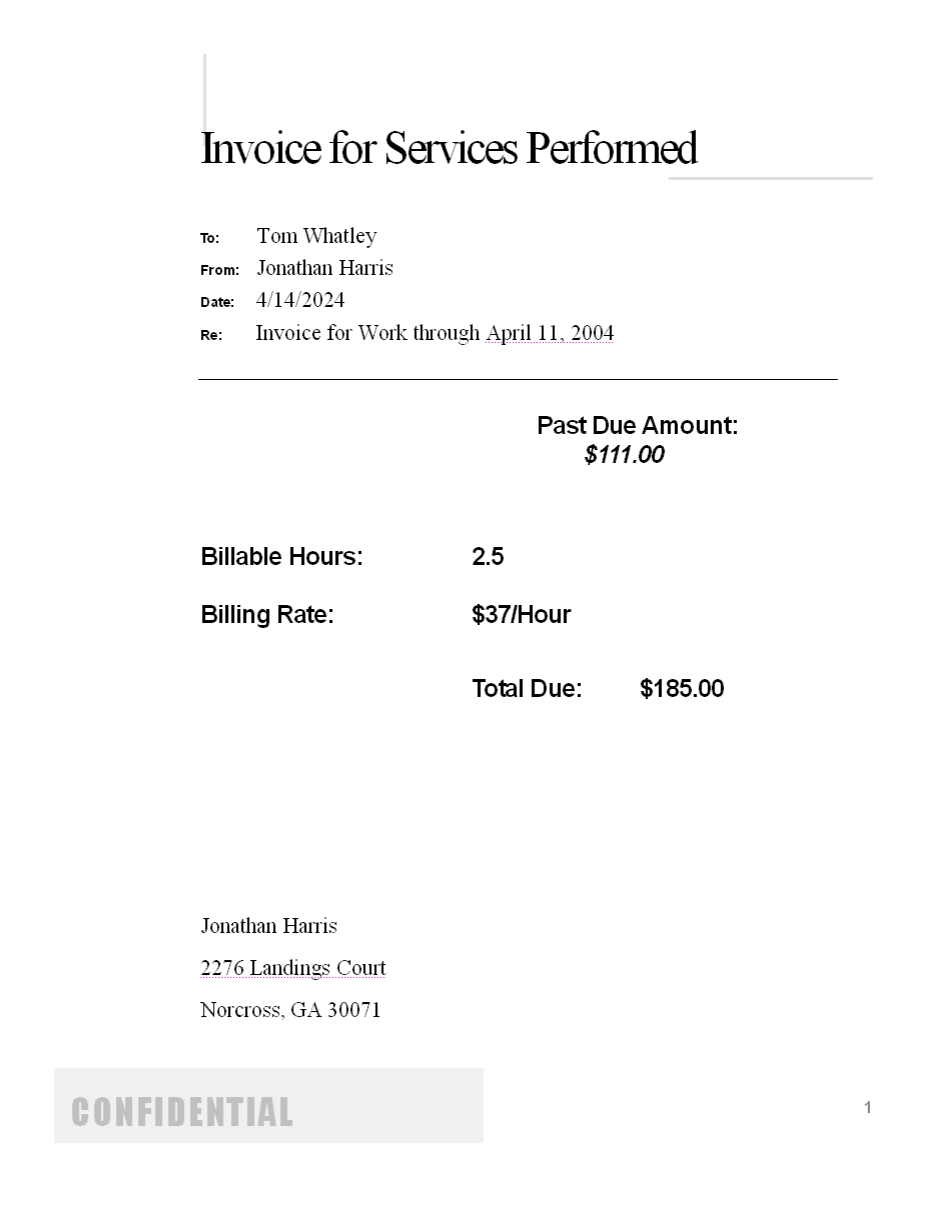 Invoice for Services Performed
To: Tom Whatley
From: Jonathan Harris
Date: 4/14/2024
Re: Invoice for Work through April 11, 2004
Past Due Amount:
$111.00
Billable Hours: 2.5
Billing Rate: $37/Hour
Total Due: $185.00
Jonathan Harris
2276 Landings Court
Norcross, GA 30071
CONFIDENTIAL
1